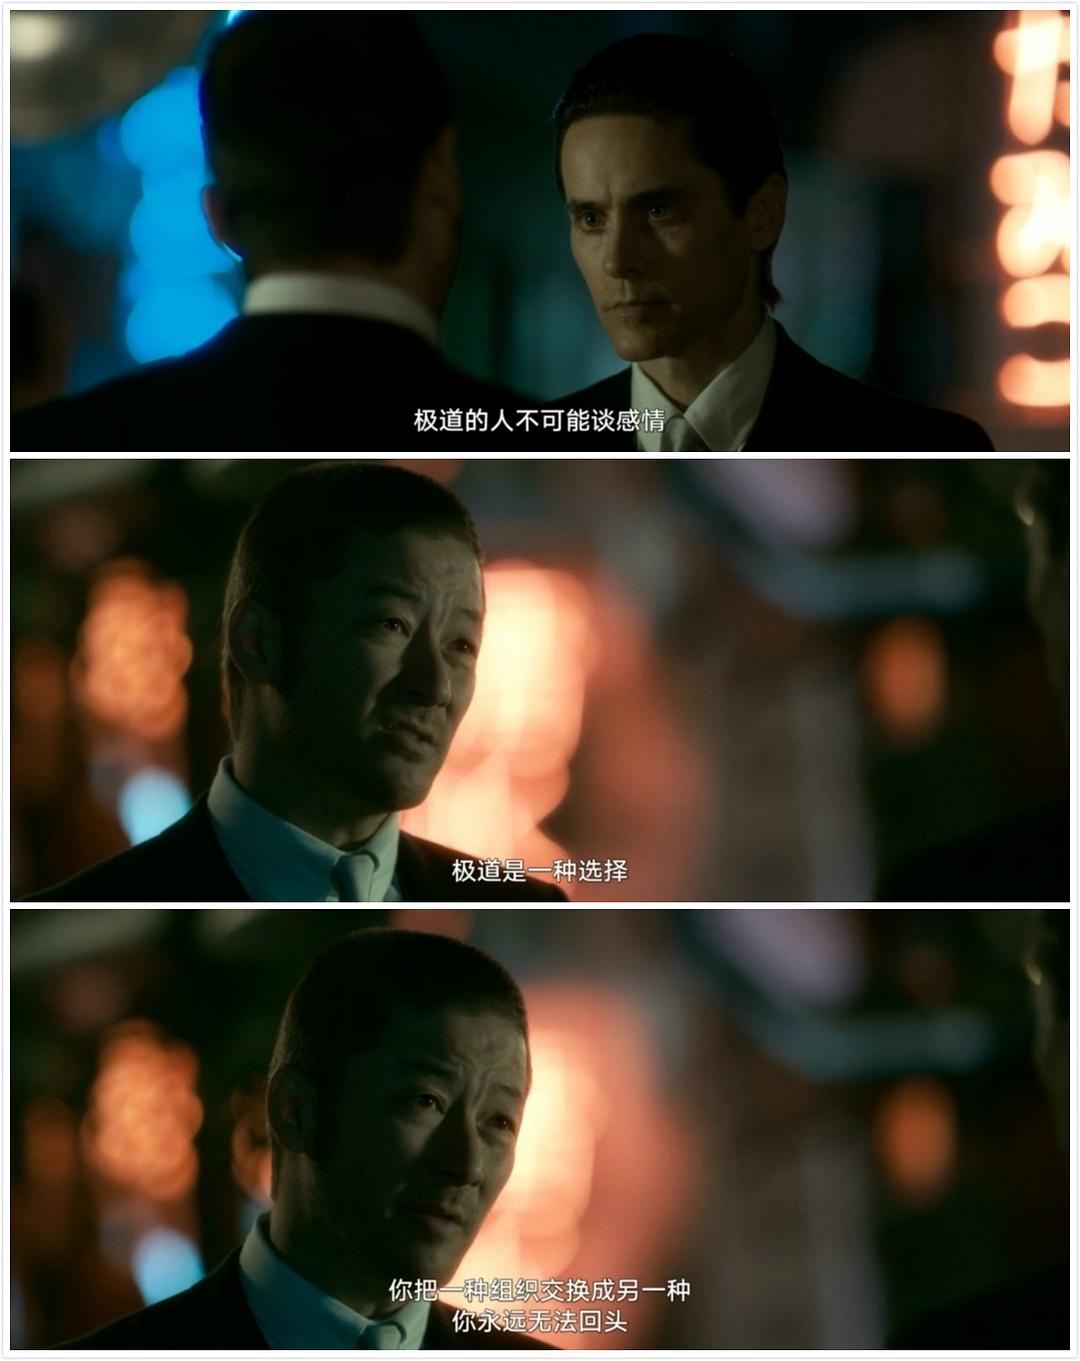 极道的人不可能谈感情
极道是一种选择
你把一种组织交换成另一种
你永远无法回头